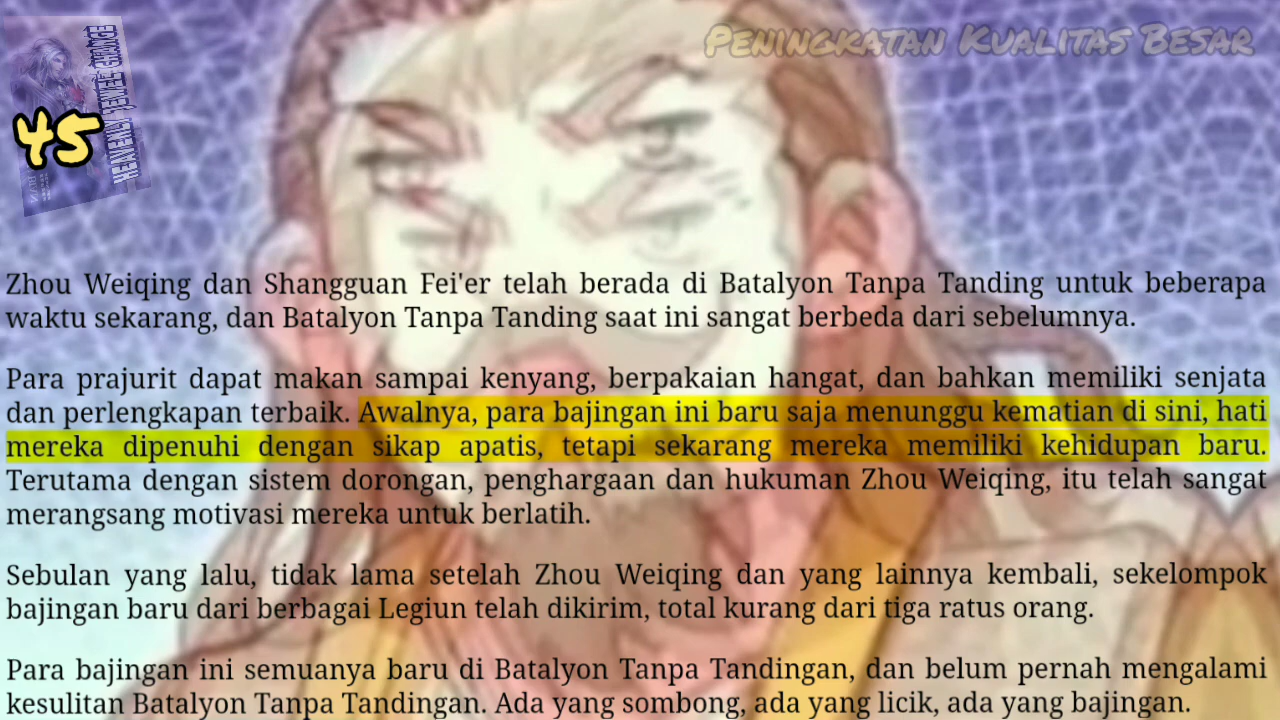 Peningkatan Kualitas Besar
HEAVENLY JEWEL CHANGE
45
Zhou Weiqing dan Shangguan Fei'er telah berada di Batalyon Tanpa Tanding untuk beberapa
waktu sekarang, dan Batalyon Tanpa Tanding saat ini sangat berbeda dari sebelumnya.
Para prajurit dapat makan sampai kenyang, berpakaian hangat, dan bahkan memiliki senjata
dan perlengkapan terbaik. Awalnya, para bajingan ini baru saja menunggu kematian di sini, hati
mereka dipenuhi dengan sikap apatis, tetapi sekarang mereka memiliki kehidupan baru.
Terutama dengan sistem dorongan, penghargaan dan hukuman Zhou Weiqing, itu telah sangat
merangsang motivasi mereka untuk berlatih.
Sebulan yang lalu, tidak lama setelah Zhou Weiqing dan yang lainnya kembali, sekelompok
bajingan baru dari berbagai Legiun telah dikirim, total kurang dari tiga ratus orang.
Para bajingan ini semuanya baru di Batalyon Tanpa Tandingan, dan belum pernah mengalami
kesulitan Batalyon Tanpa Tandingan. Ada yang sombong, ada yang licik, ada yang bajingan.